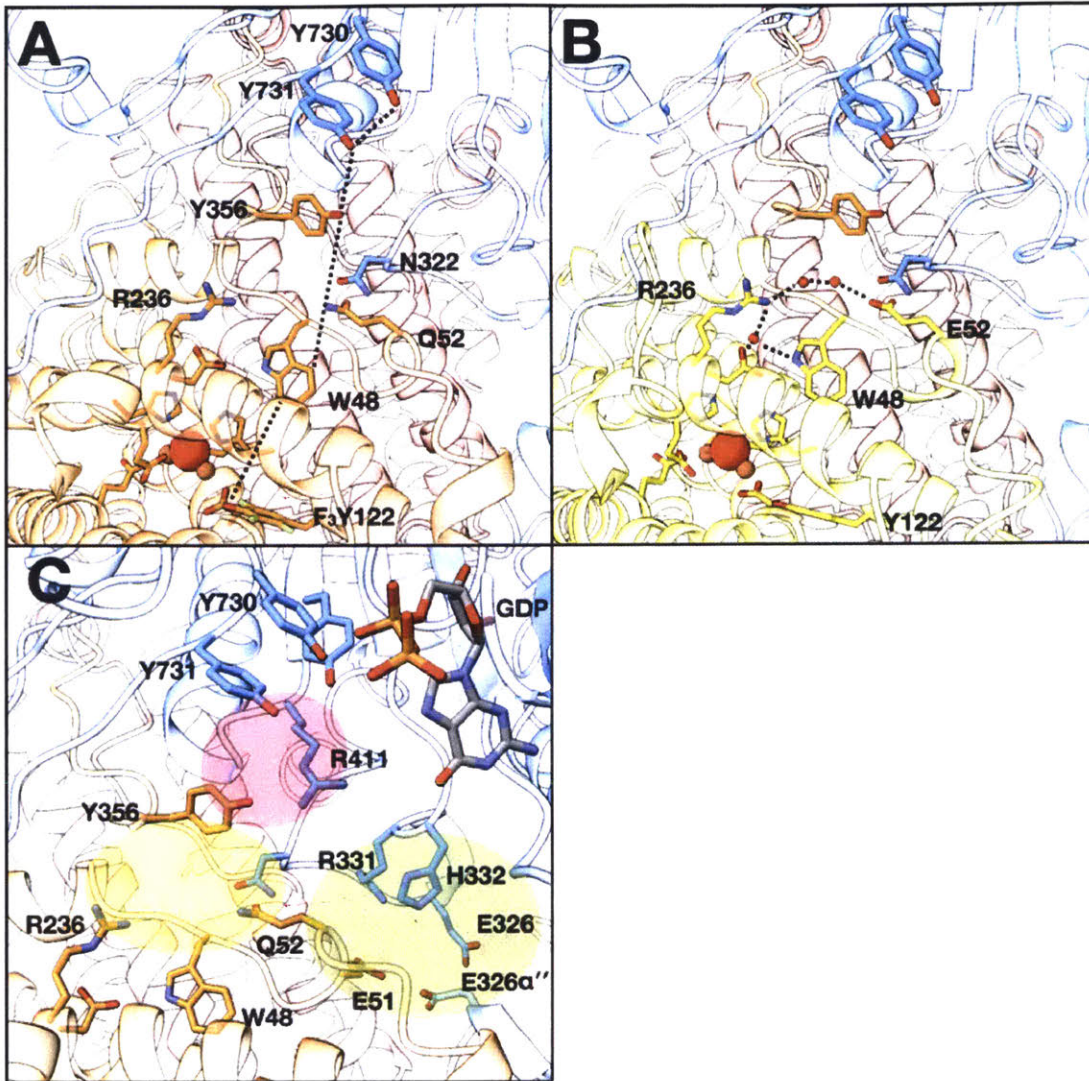 A
Y730
Y731
Y356
N322
R236
Q52
W48
F₃Y122
B
R236
E52
W48
Y122
C
Y730
GDP
Y731
R411
Y356
R331
H332
R236
E326
Q52
E326α''
E51
W48